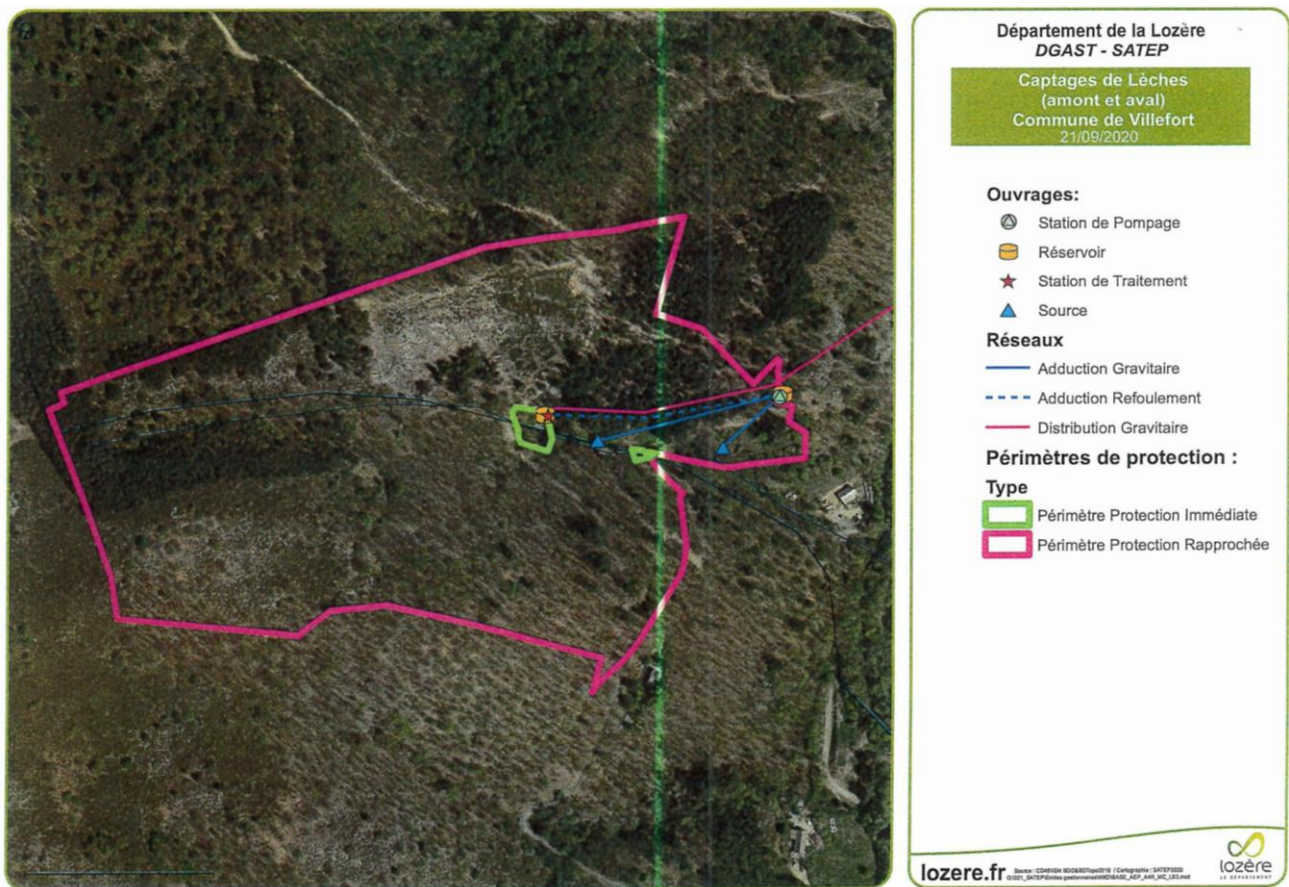 Département de la Lozère
DGAST - SATEP
Captages de Lèches
(amont et aval)
Commune de Villefort
21/09/2020
Ouvrages:
Station de Pompage
Réservoir
Station de Traitement
Source
Réseaux
Adduction Gravitaire
Adduction Refoulement
Distribution Gravitaire
Périmètres de protection :
Type
Périmètre Protection Immédiate
Périmètre Protection Rapprochée
lozere.fr
lozère
LE DÉPARTEMENT